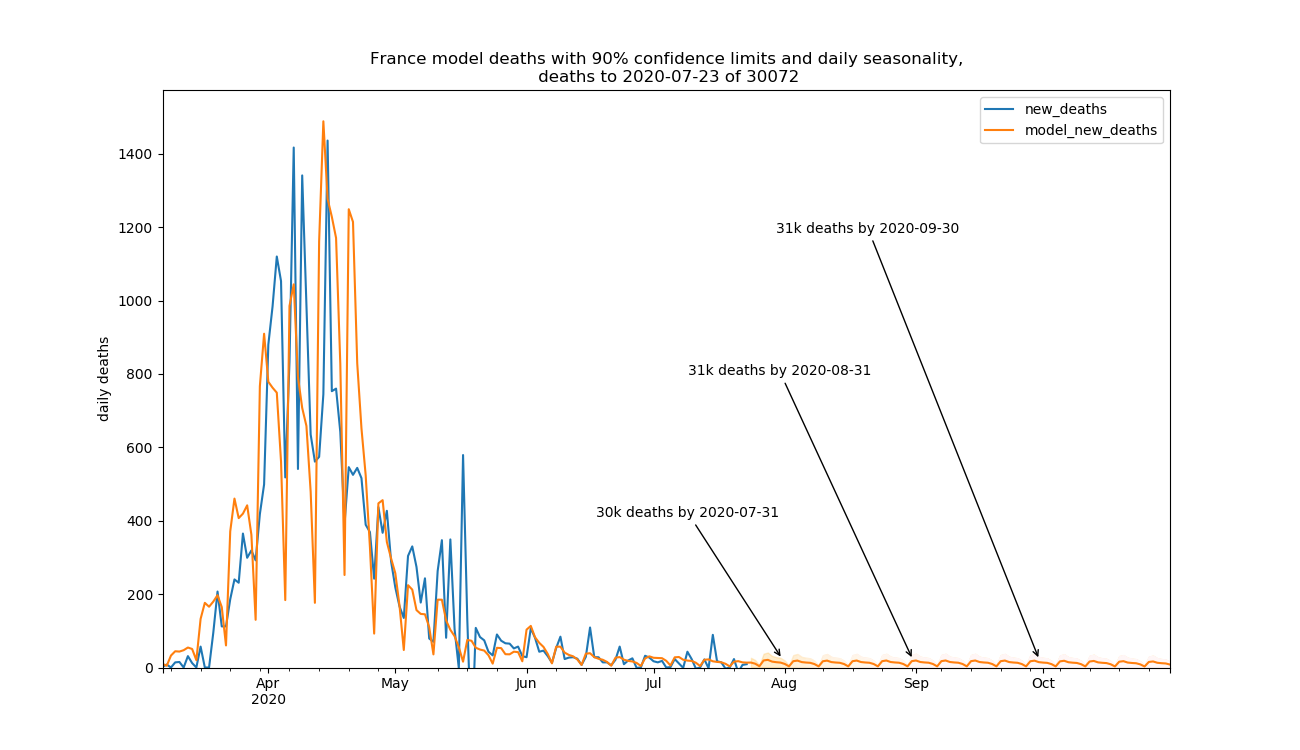 France model deaths with 90% confidence limits and daily seasonality,
deaths to 2020-07-23 of 30072
new_deaths
model_new_deaths
1400
1200
1000
800
600
400
200
0
daily deaths
31k deaths by 2020-09-30
31k deaths by 2020-08-31
30k deaths by 2020-07-31
Apr
2020
May
Jun
Jul
Aug
Sep
Oct